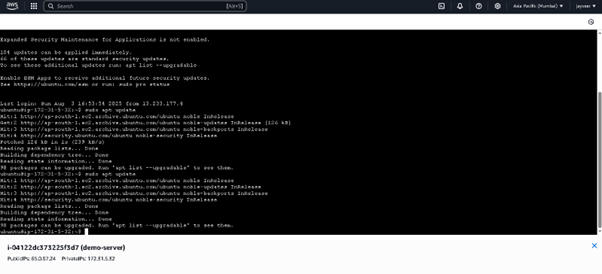 aws
Search
[Alt+S]
Asia Pacific (Mumbai)
Jayveer
Expanded Security Maintenance for Applications is not enabled.
104 updates can be applied immediately.
66 of these updates are standard security updates.
To see these additional updates run: apt list --upgradable
Enable ESM Apps to receive additional future security updates.
See https://ubuntu.com/esm or run: sudo pro status
Last login: Sun Aug 3 16:53:54 2025 from 13.233.177.4
ubuntu@ip-172-31-5-32:~$ sudo apt update
Hit:1 http://ap-south-1.ec2.archive.ubuntu.com/ubuntu noble InRelease
Get:2 http://ap-south-1.ec2.archive.ubuntu.com/ubuntu noble-updates InRelease [126 kB]
Hit:3 http://ap-south-1.ec2.archive.ubuntu.com/ubuntu noble-backports InRelease
Hit:4 http://security.ubuntu.com/ubuntu noble-security InRelease
Fetched 126 kB in 1s (239 kB/s)
Reading package lists... Done
Building dependency tree... Done
Reading state information... Done
98 packages can be upgraded. Run 'apt list --upgradable' to see them.
ubuntu@ip-172-31-5-32:~$ sudo apt update
Hit:1 http://ap-south-1.ec2.archive.ubuntu.com/ubuntu noble InRelease
Hit:2 http://ap-south-1.ec2.archive.ubuntu.com/ubuntu noble-updates InRelease
Hit:3 http://ap-south-1.ec2.archive.ubuntu.com/ubuntu noble-backports InRelease
Hit:4 http://security.ubuntu.com/ubuntu noble-security InRelease
Reading package lists... Done
Building dependency tree... Done
Reading state information... Done
98 packages can be upgraded. Run 'apt list --upgradable' to see them.
ubuntu@ip-172-31-5-32:~$
i-04122dc373225f3d7 (demo-server)
PublicIPs: 65.0.57.24 PrivateIPs: 172.31.5.32